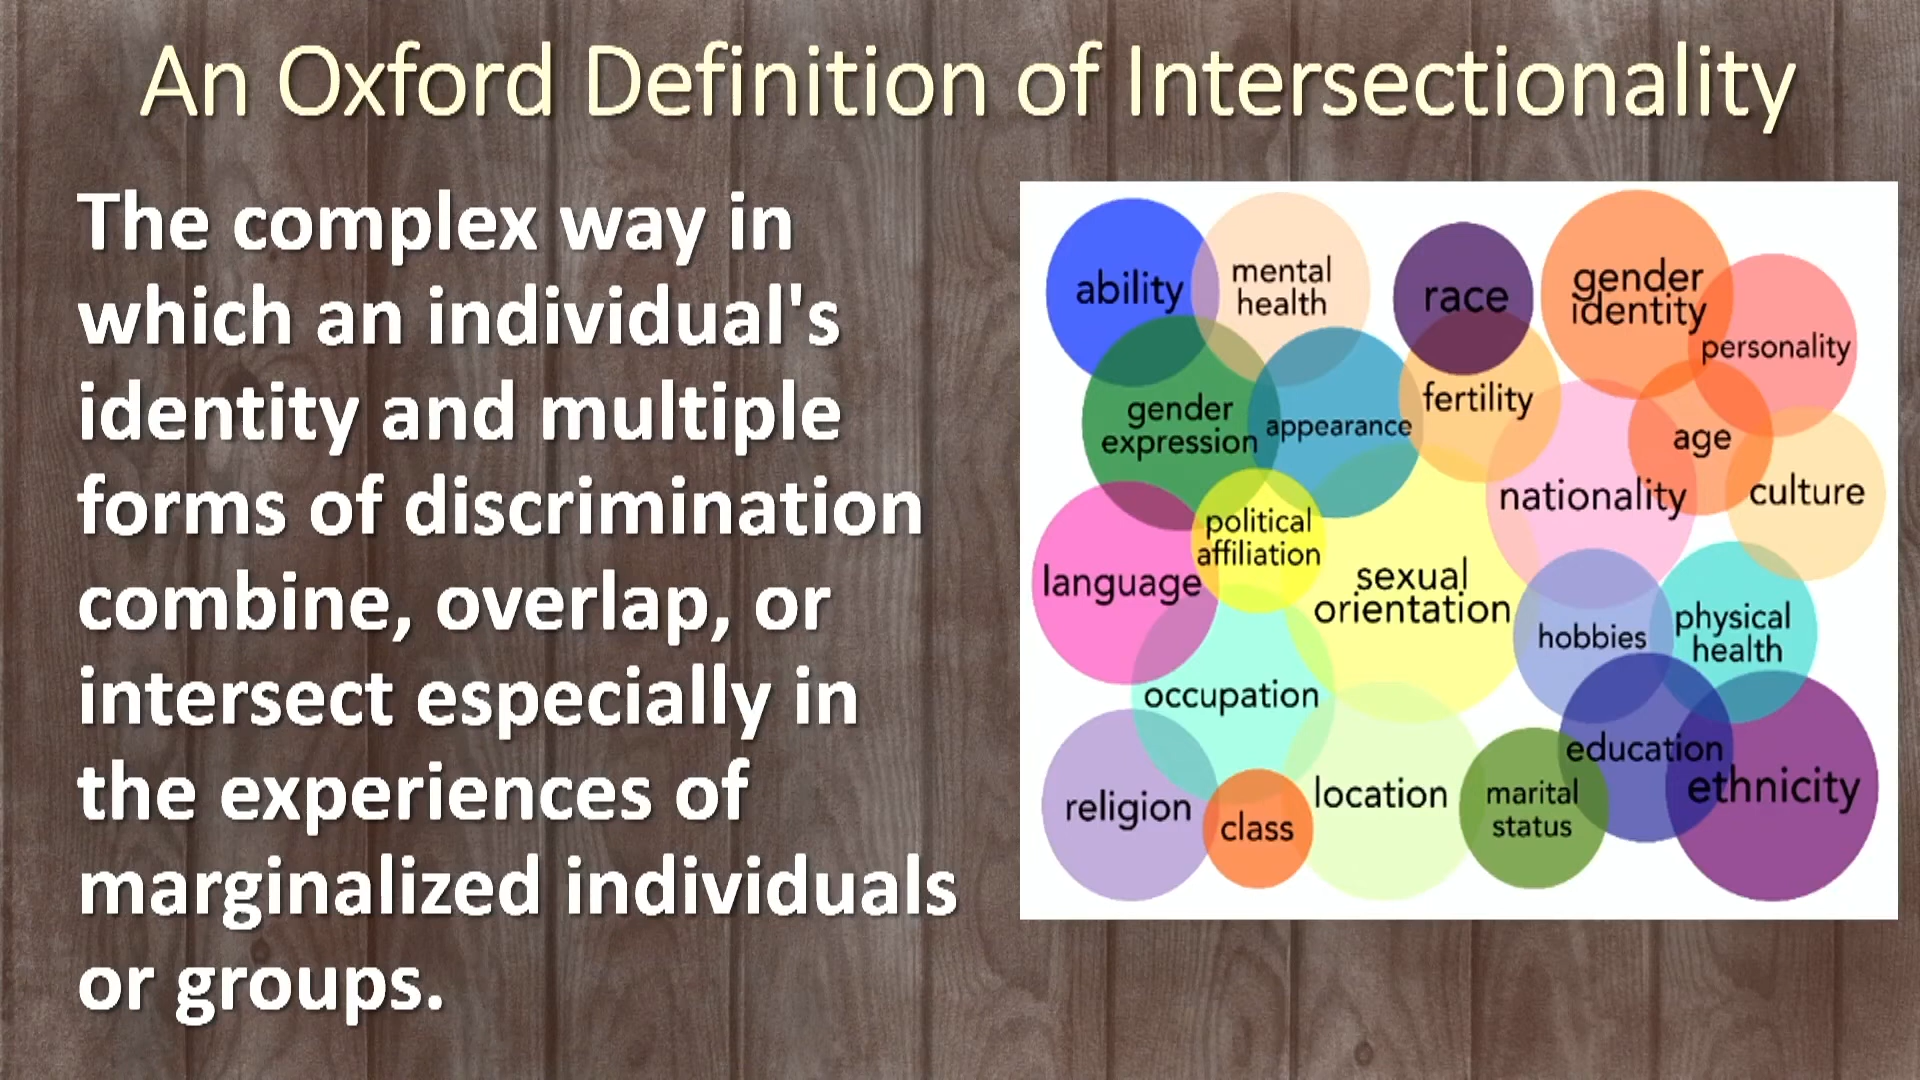 An Oxford Definition of Intersectionality
The complex way in
which an individual's
identity and multiple
forms of discrimination
combine, overlap, or
intersect especially in
the experiences of
marginalized individuals
or groups.
ability
mental
health
race
gender
identity
personality
gender
expression
appearance
fertility
age
nationality
culture
language
political
affiliation
sexual
orientation
hobbies
physical
health
occupation
education
ethnicity
religion
class
location
marital
status